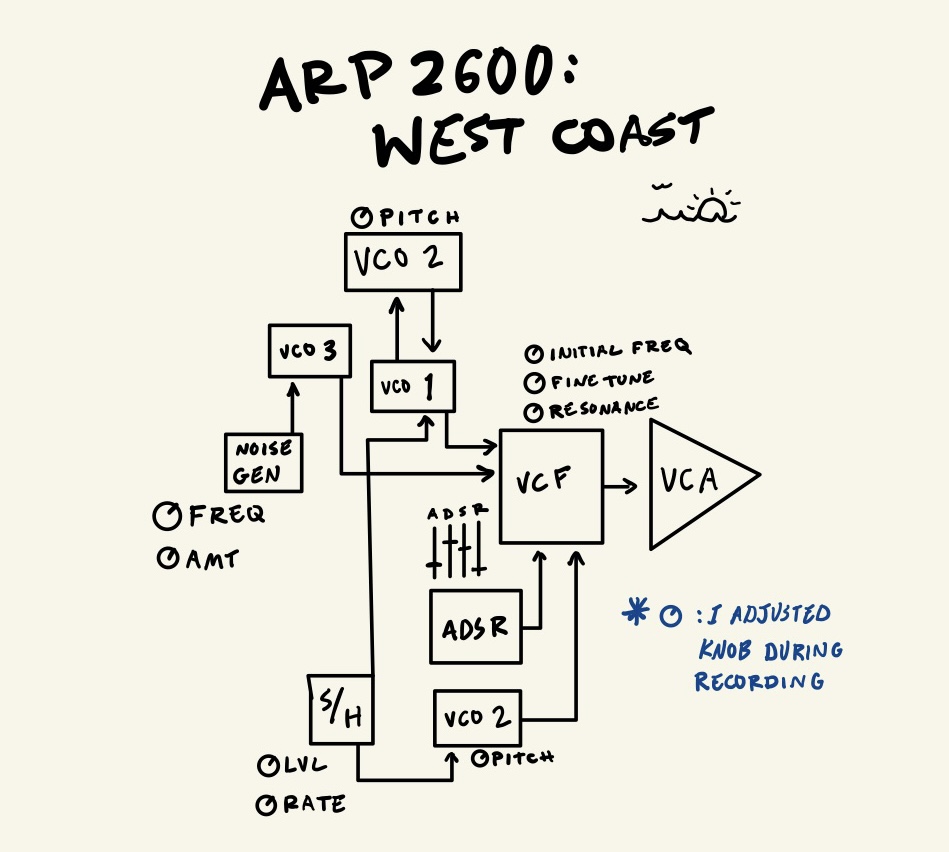 ARP 2600:
WEST COAST
PITCH
VCO 2
VCO 3
VCO 1
INITIAL FREQ
FINE TUNE
RESONANCE
NOISE
GEN
VCF
VCA
FREQ
AMT
A D S R
ADSR
* : I ADJUSTED
KNOB DURING
RECORDING
S/H
VCO 2
PITCH
LVL
RATE